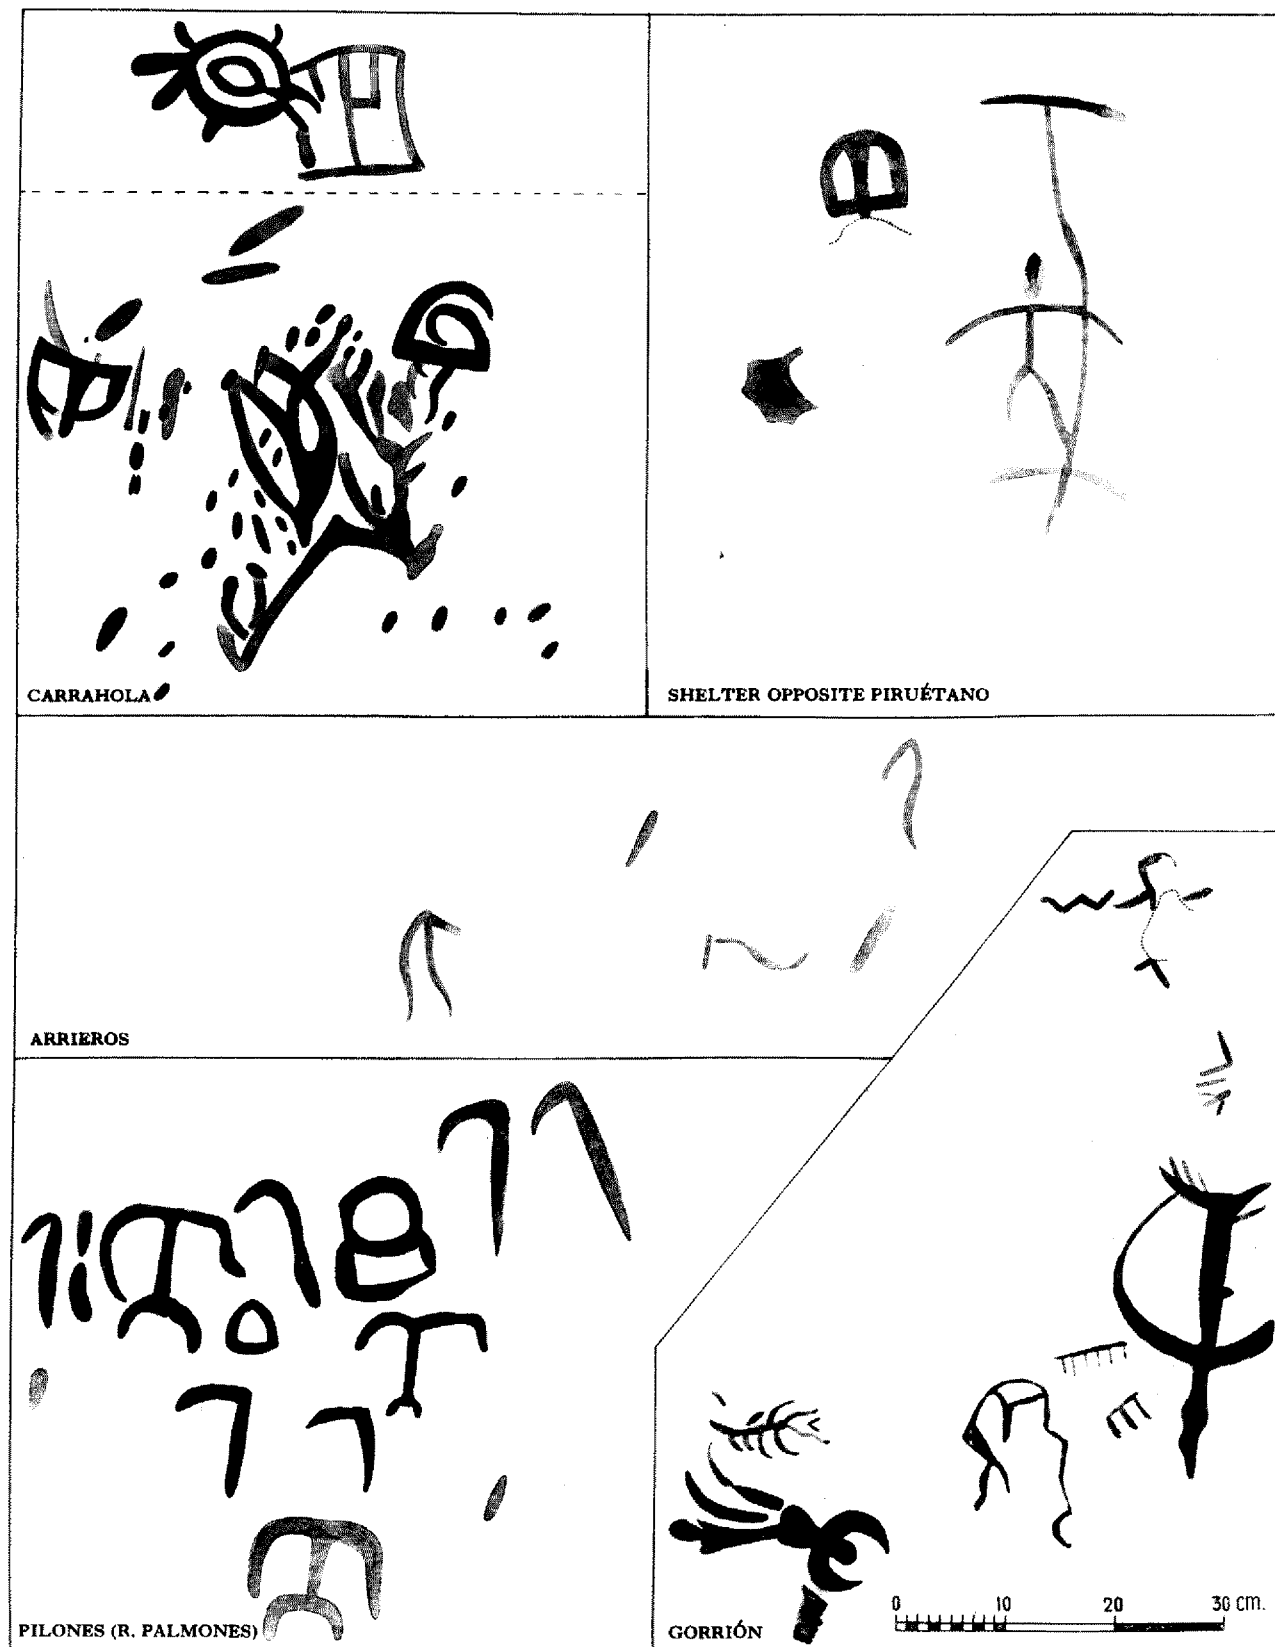 CARRAHOLA
SHELTER OPPOSITE PIRUÉTANO
ARRIEROS
PILONES (R. PALMONES)
GORRIÓN
0 10 20 30 cm.